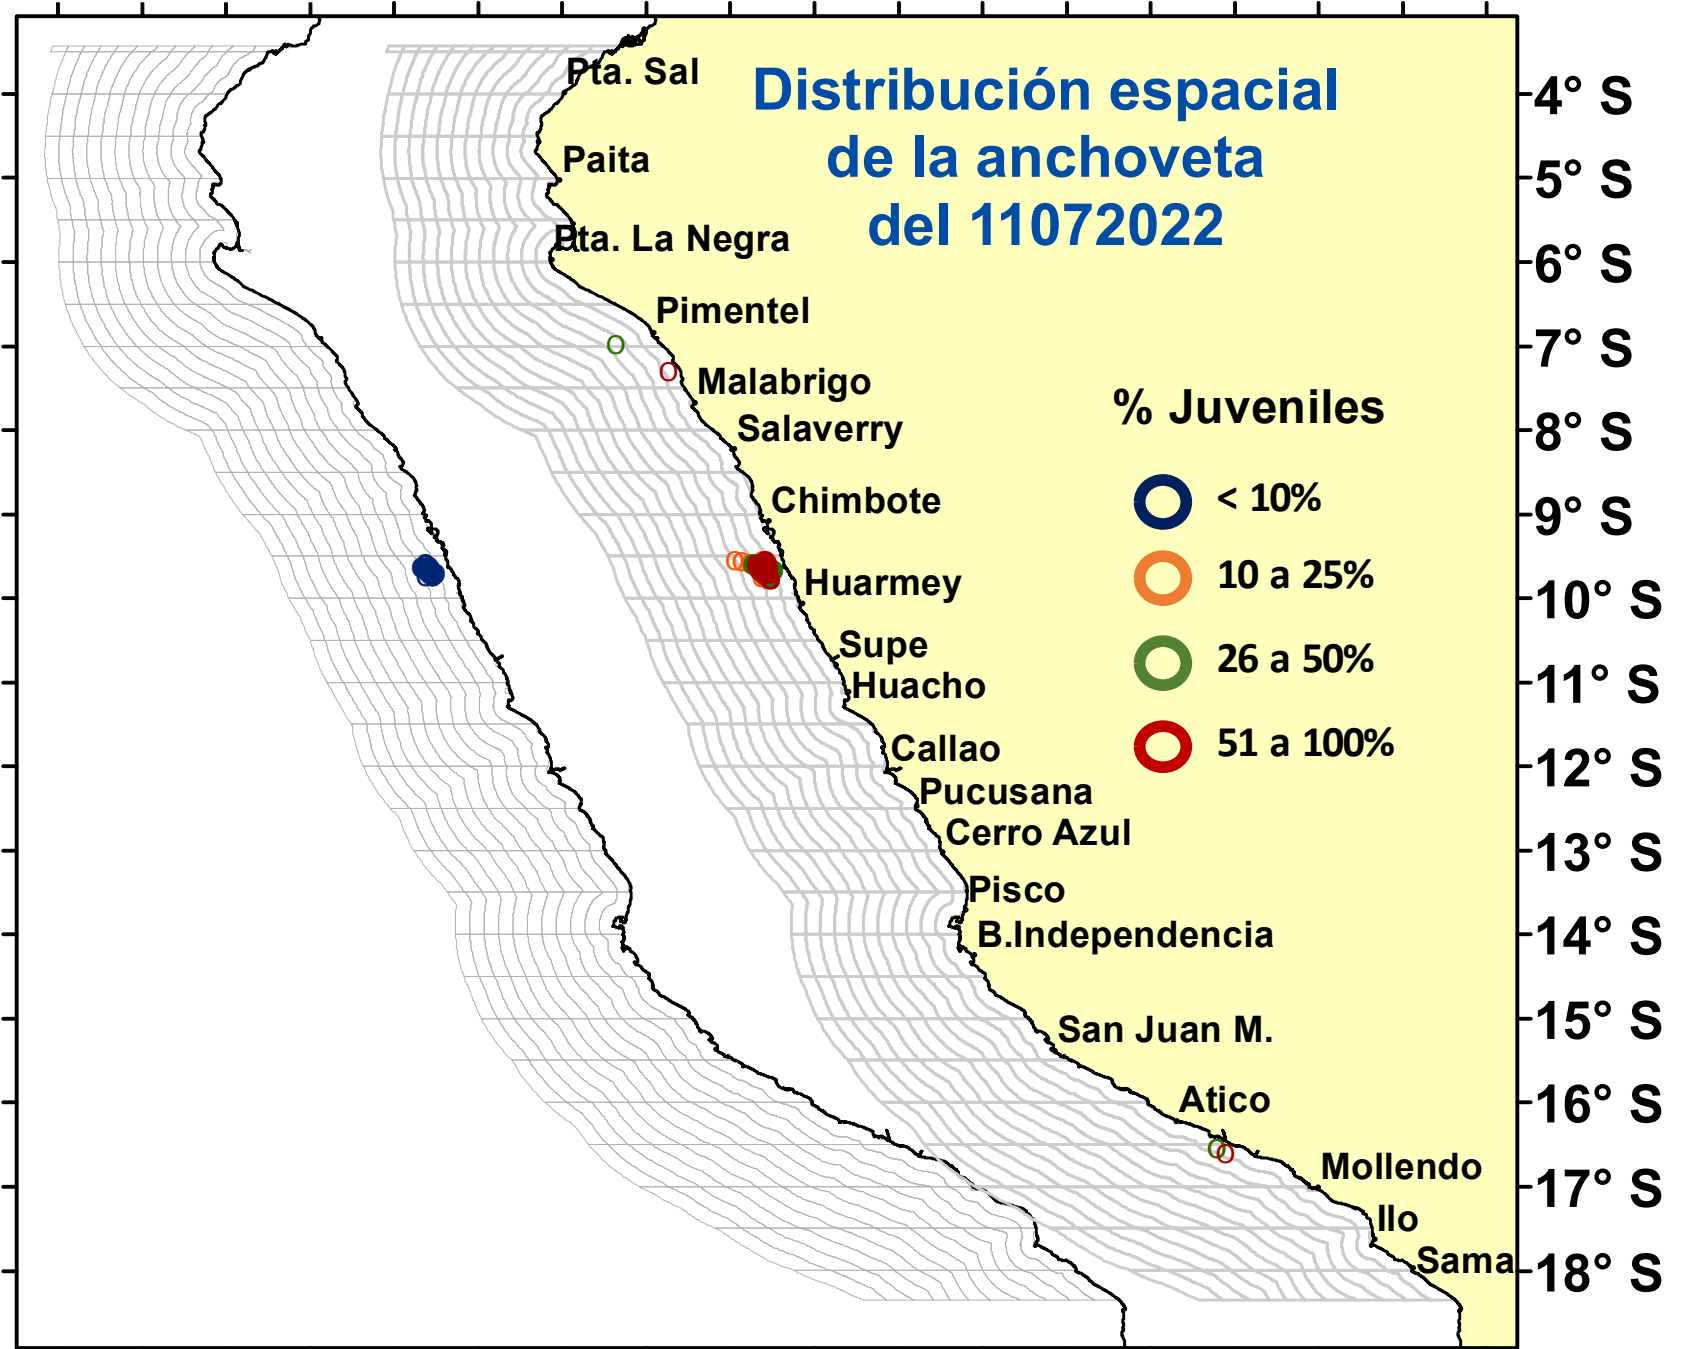 Distribución espacial
de la anchoveta
del 11072022
Pta. Sal
Paita
Pta. La Negra
Pimentel
Malabrigo
Salaverry
Chimbote
Huarmey
Supe
Huacho
Callao
Pucusana
Cerro Azul
Pisco
B.Independencia
San Juan M.
Atico
Mollendo
Ilo
Sama
% Juveniles
< 10%
10 a 25%
26 a 50%
51 a 100%
4° S
5° S
6° S
7° S
8° S
9° S
10° S
11° S
12° S
13° S
14° S
15° S
16° S
17° S
18° S